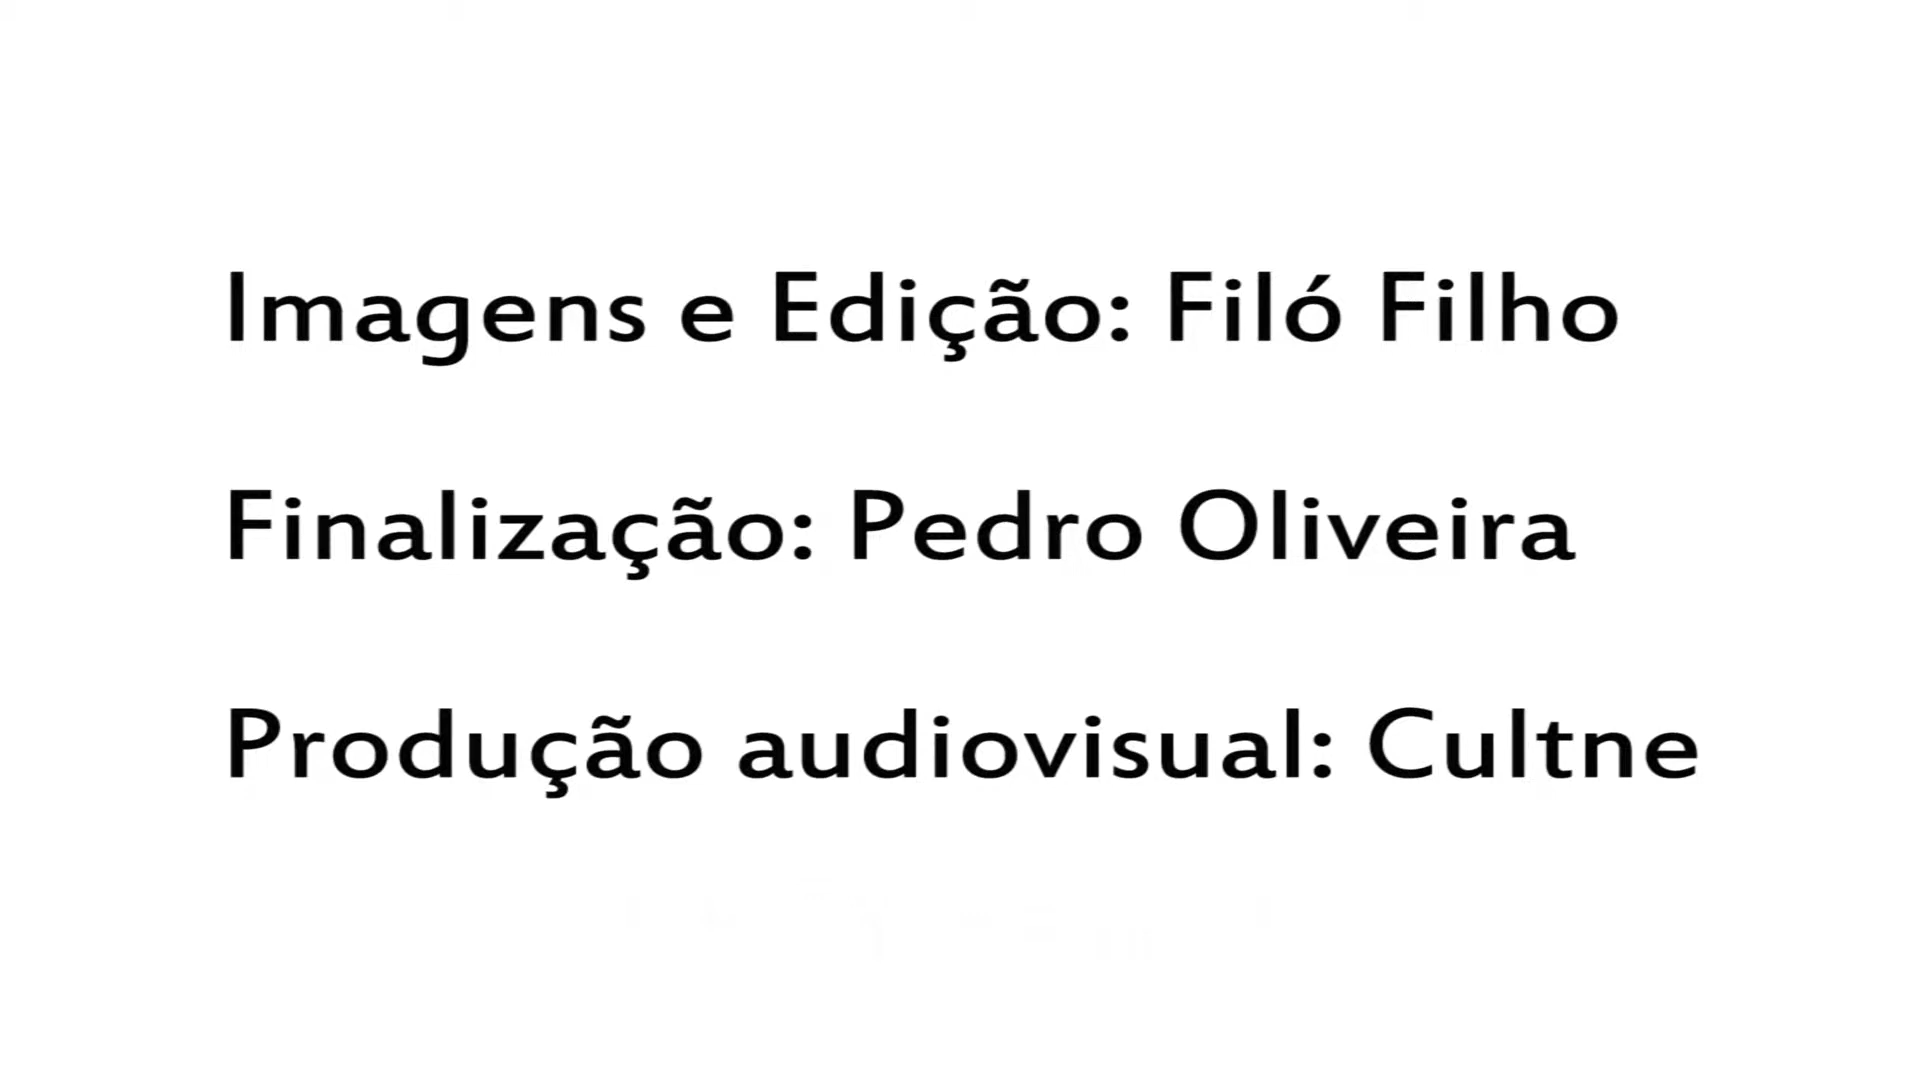 Imagens e Edição: Filó Filho
Finalização: Pedro Oliveira
Produção audiovisual: Cultne